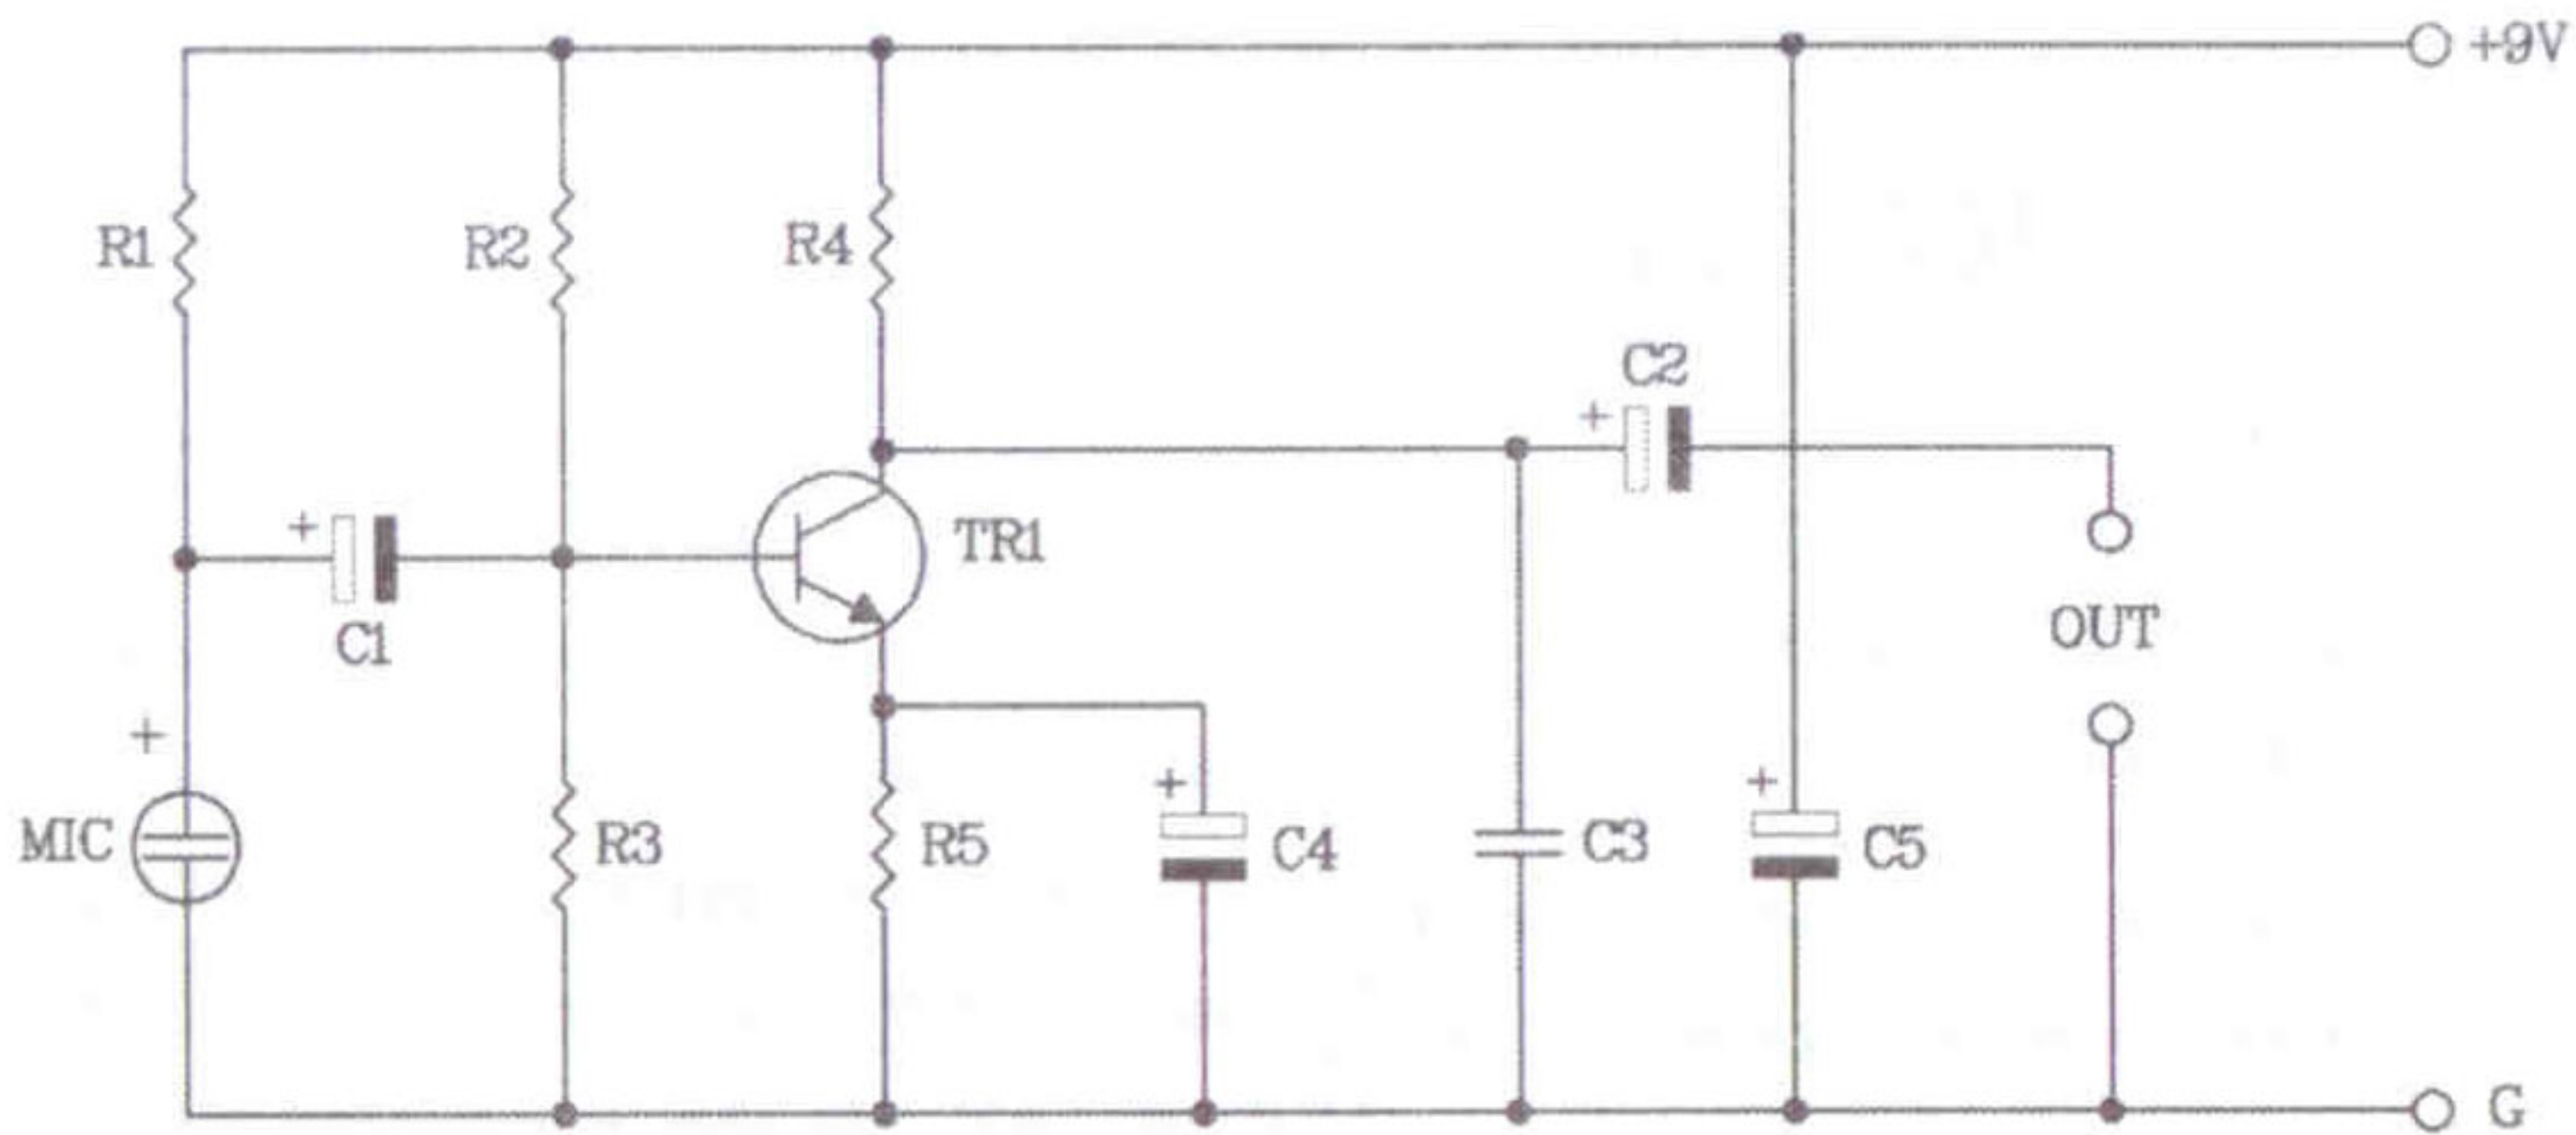 +9V
R1
R2
R4
C2
+
+
TR1
C1
OUT
+
+
+
MIC
R3
R5
C4
C3
C5
G